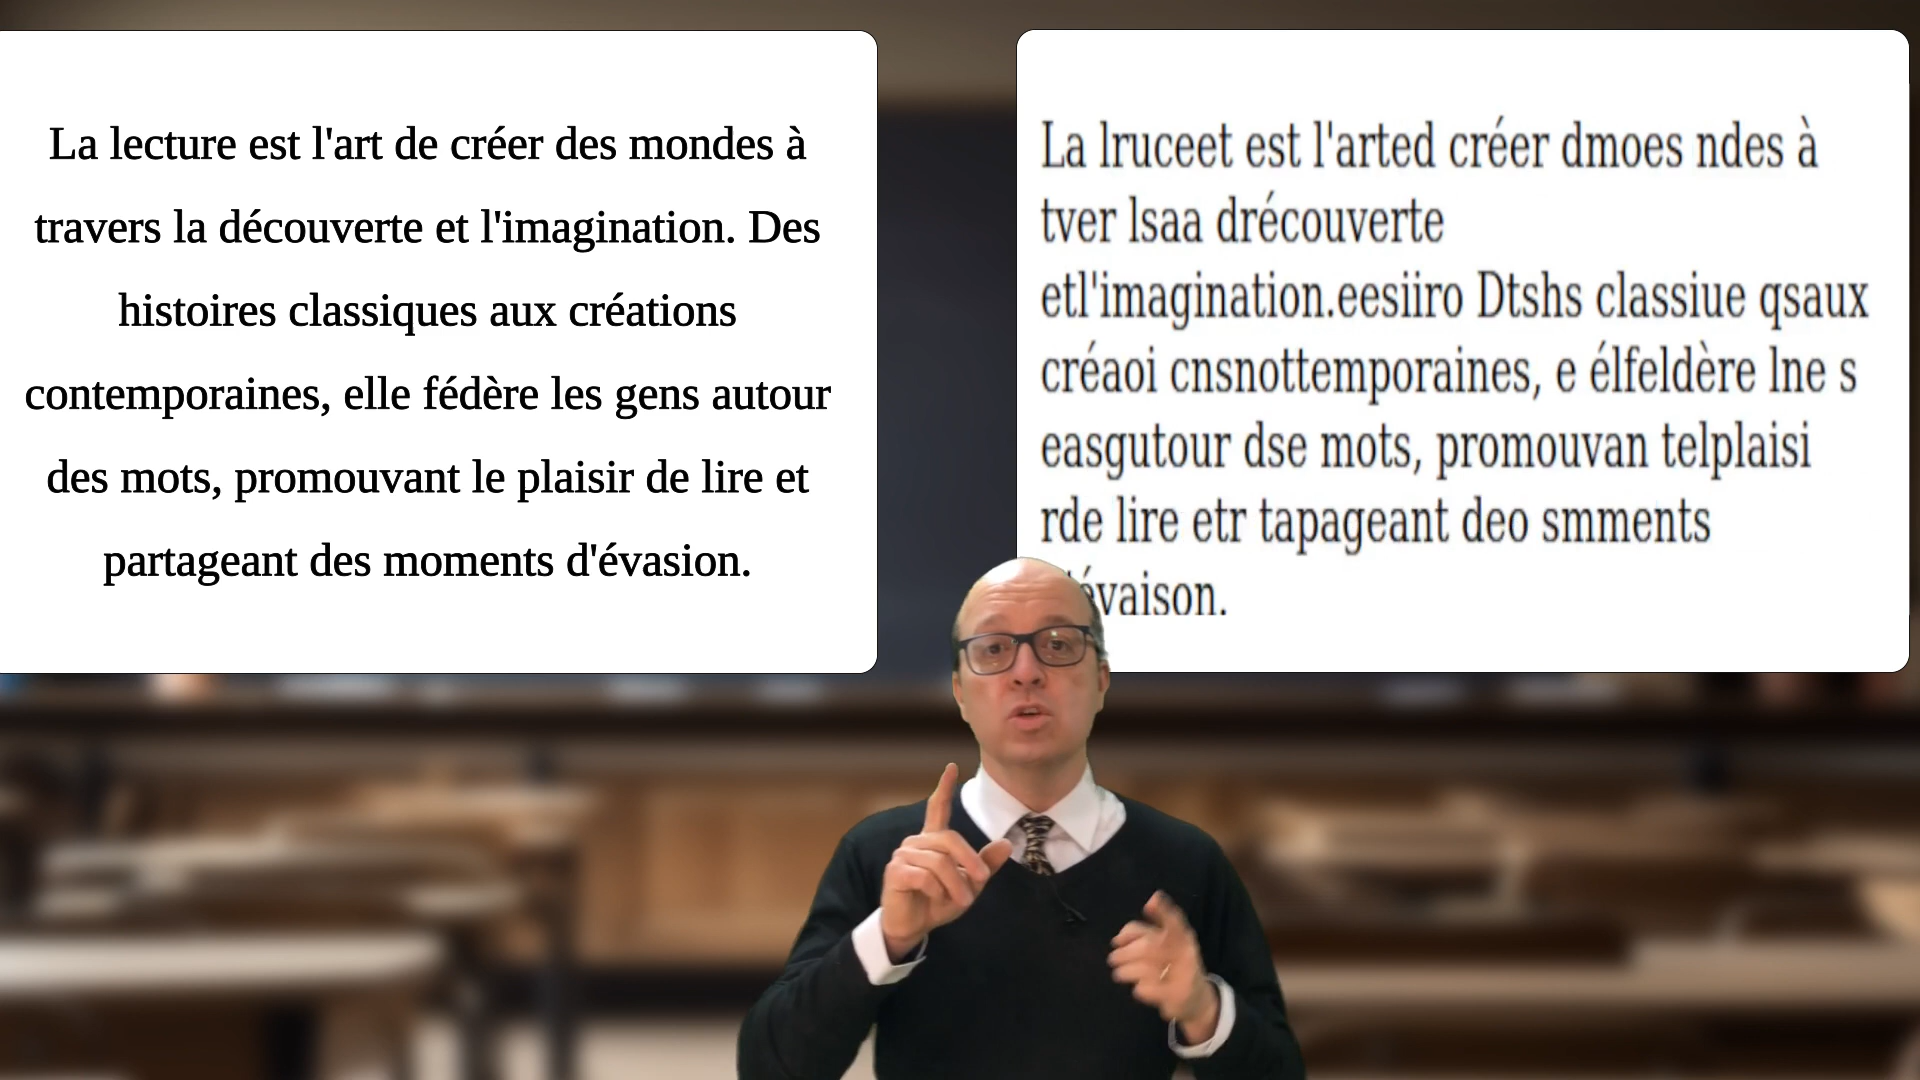 La lecture est l'art de créer des mondes à
travers la découverte et l'imagination. Des
histoires classiques aux créations
contemporaines, elle fédère les gens autour
des mots, promouvant le plaisir de lire et
partageant des moments d'évasion.
La lruceet est l'arted créer dmoes ndes à
tver lsaa drécouverte
etl'imagination.eesiiro Dtshs classiue qsaux
créaoi cnsnottemporaines, e élfeldère lne s
easgutour dse mots, promouvan telplaisi
rde lire etr tapageant deo smments